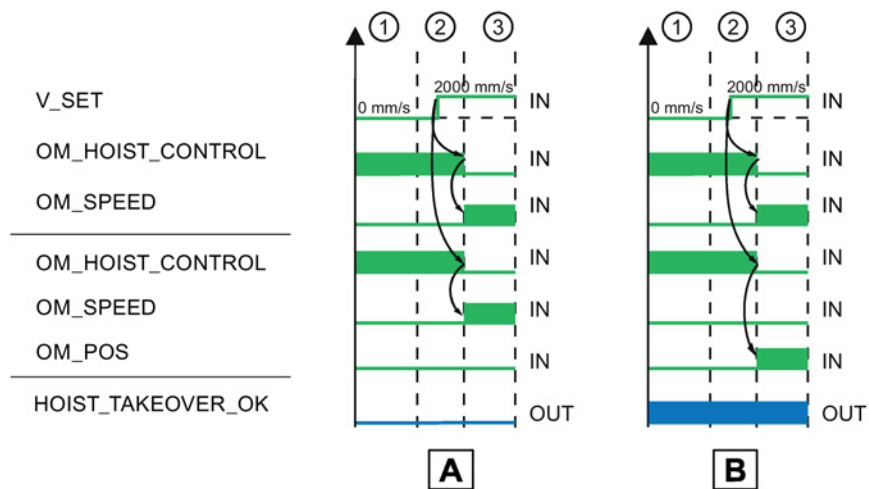 ① ② ③ ① ② ③
V_SET 0 mm/s 2000 mm/s IN 0 mm/s 2000 mm/s IN
OM_HOIST_CONTROL IN IN
OM_SPEED IN IN
OM_HOIST_CONTROL IN IN
OM_SPEED IN IN
OM_POS IN IN
HOIST_TAKEOVER_OK OUT OUT
A B